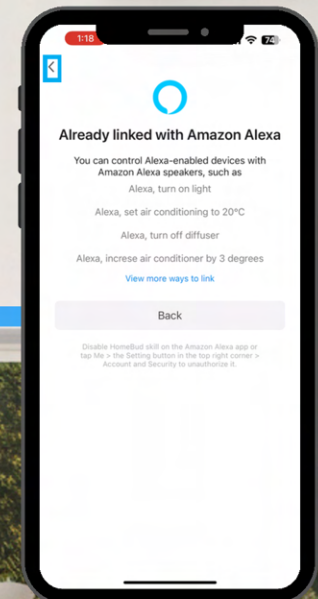 1:18
74
Already linked with Amazon Alexa
You can control Alexa-enabled devices with
Amazon Alexa speakers, such as
Alexa, turn on light
Alexa, set air conditioning to 20°C
Alexa, turn off diffuser
Alexa, increse air conditioner by 3 degrees
View more ways to link
Back
Disable HomeBud skill on the Amazon Alexa app or
tap Me > the Setting button in the top right corner >
Account and Security to unauthorize it.